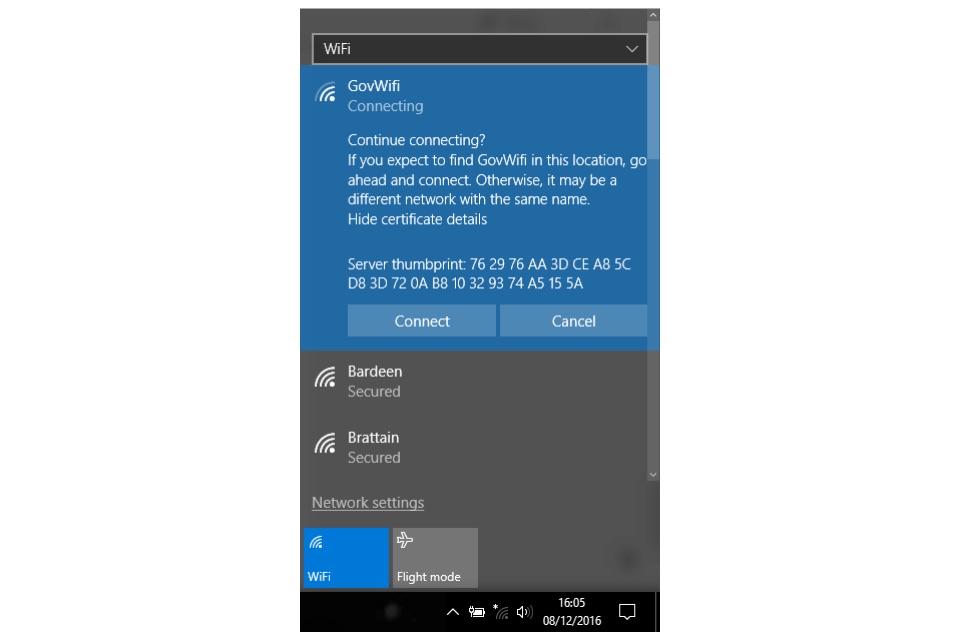 WiFi
GovWifi
Connecting
Continue connecting?
If you expect to find GovWifi in this location, go
ahead and connect. Otherwise, it may be a
different network with the same name.
Hide certificate details
Server thumbprint: 76 29 76 AA 3D CE A8 5C
D8 3D 72 0A B8 10 32 93 74 A5 15 5A
Connect
Cancel
Bardeen
Secured
Brattain
Secured
Network settings
WiFi
Flight mode
16:05
08/12/2016